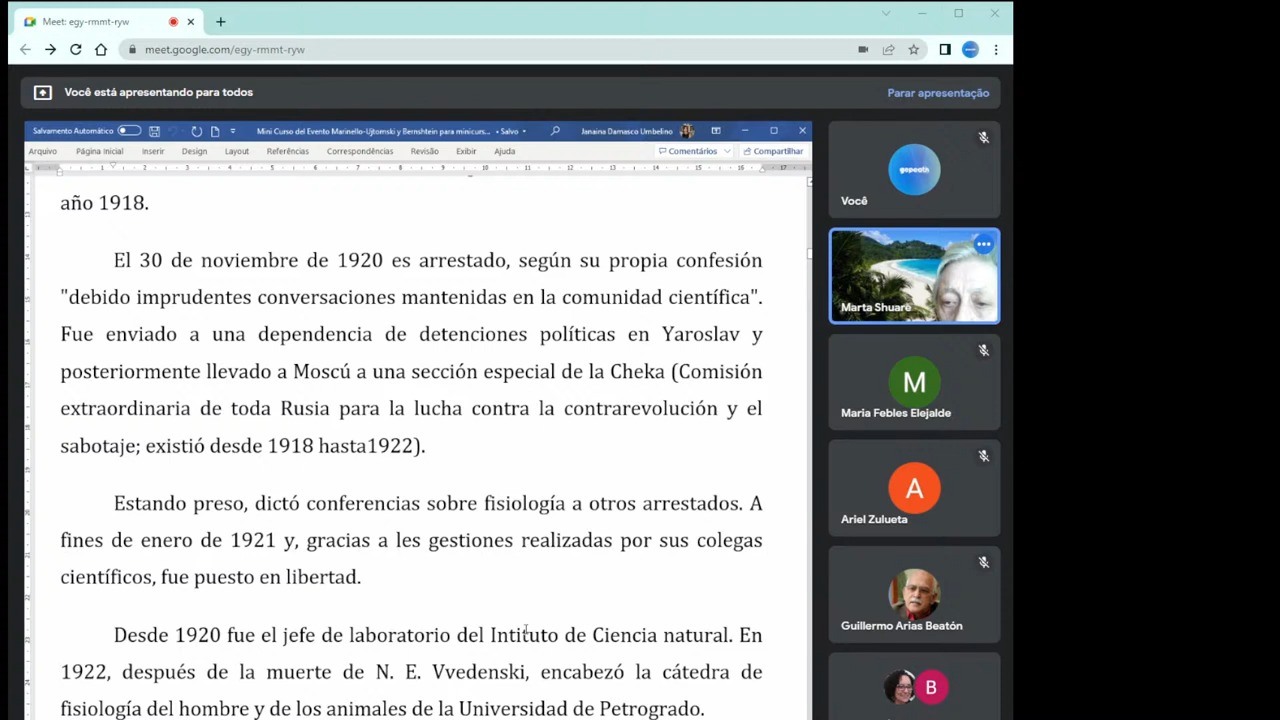 Meet: egy-rmmt-ryw
meet.google.com/egy-rmmt-ryw
Você está apresentando para todos
Parar apresentação
Salvamento Automático
Mini Curso del Evento Marinello-Ujtomski y Bernshtein para minicurs... • Salvo
Janaina Damasco Umbelino
Arquivo Página Inicial Inserir Design Layout Referências Correspondências Revisão Exibir Ajuda Comentários Compartilhar
año 1918.
El 30 de noviembre de 1920 es arrestado, según su propia confesión
"debido imprudentes conversaciones mantenidas en la comunidad científica".
Fue enviado a una dependencia de detenciones políticas en Yaroslav y
posteriormente llevado a Moscú a una sección especial de la Cheka (Comisión
extraordinaria de toda Rusia para la lucha contra la contrarevolución y el
sabotaje; existió desde 1918 hasta1922).
Estando preso, dictó conferencias sobre fisiología a otros arrestados. A
fines de enero de 1921 y, gracias a les gestiones realizadas por sus colegas
científicos, fue puesto en libertad.
Desde 1920 fue el jefe de laboratorio del Intituto de Ciencia natural. En
1922, después de la muerte de N. E. Vvedenski, encabezó la cátedra de
fisiología del hombre y de los animales de la Universidad de Petrogrado.
gepeath
Você
Marta Shuare
M
Maria Febles Elejalde
A
Ariel Zulueta
Guillermo Arias Beatón
B